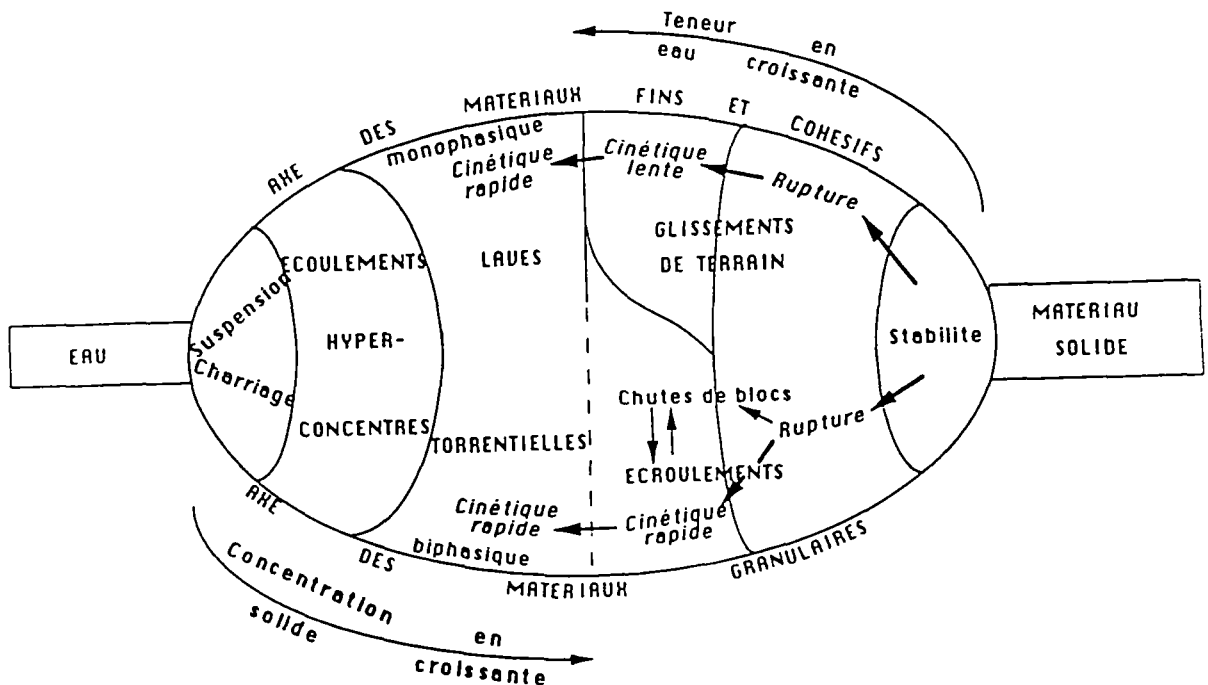 Teneur en
eau croissante
AXE DES MATERIAUX FINS ET COHESIFS
monophasique
Cinétique
rapide
Cinétique
lente
Rupture
GLISSEMENTS
DE TERRAIN
ECOULEMENTS
HYPER-
CONCENTRES
LAVES
TORRENTIELLES
Suspension
Charriage
EAU
Stabilite
MATERIAU
SOLIDE
Chutes de blocs
Rupture
ECROULEMENTS
Cinétique
rapide
Cinétique
rapide
biphasique
AXE DES MATERIAUX GRANULAIRES
Concentration en
solide croissante